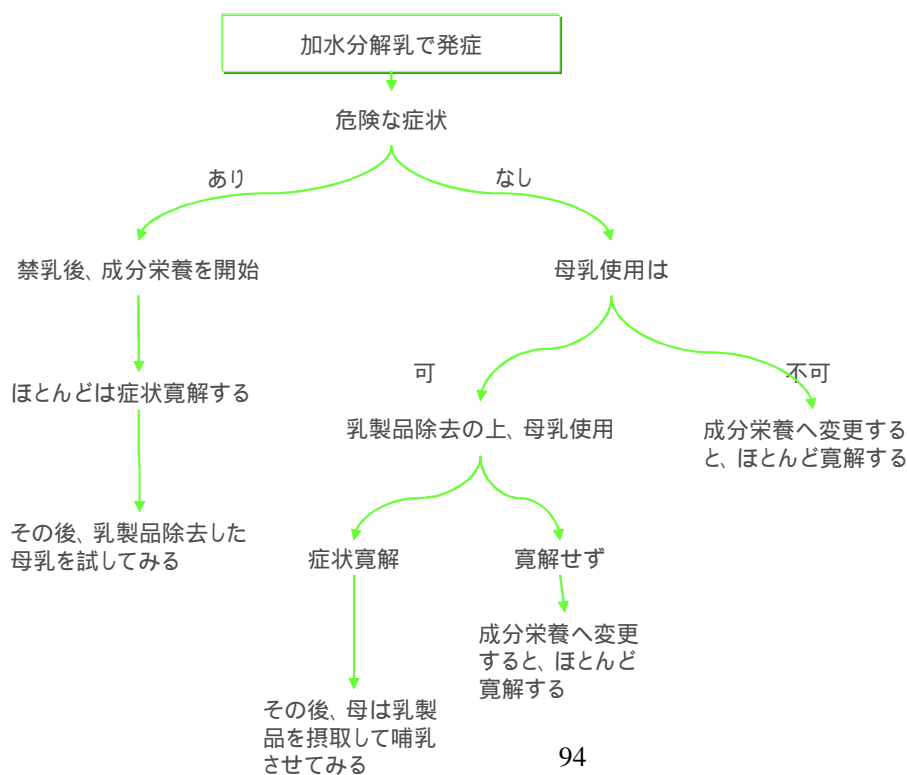 加水分解乳で発症
危険な症状
あり
なし
禁乳後、成分栄養を開始
母乳使用は
可
不可
ほとんどは症状寛解する
乳製品除去の上、母乳使用
成分栄養へ変更する
と、ほとんど寛解する
その後、乳製品除去した
母乳を試してみる
症状寛解
寛解せず
成分栄養へ変更
すると、ほとんど
寛解する
その後、母は乳製
品を摂取して哺乳
させてみる
94